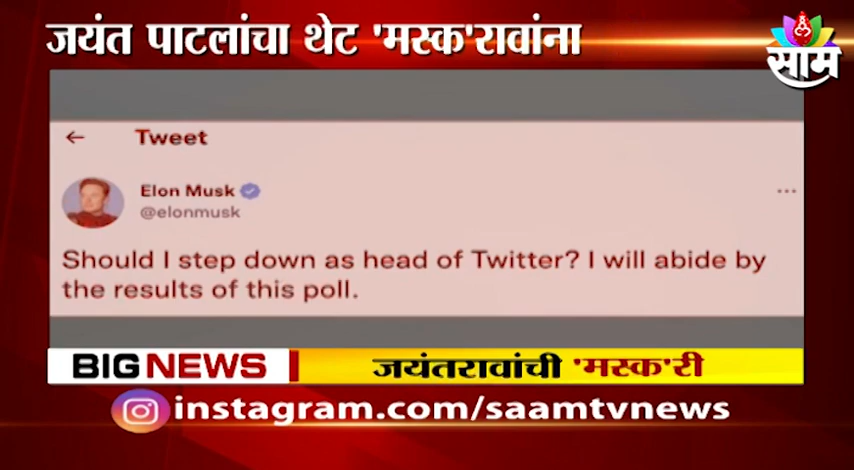 जयंत पाटलांचा थेट 'मस्क'रावांना
साम
← Tweet
Elon Musk
@elonmusk
...
Should I step down as head of Twitter? I will abide by
the results of this poll.
BIG NEWS
जयंतरावांची 'मस्क'री
instagram.com/saamtvnews